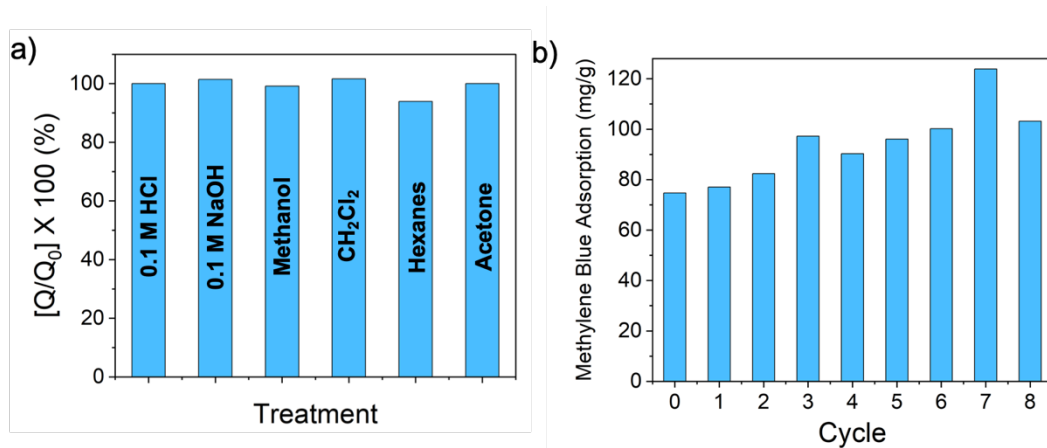 a)
[Q/Q₀] X 100 (%)
100
80
60
40
20
0
0.1 M HCl
0.1 M NaOH
Methanol
CH₂Cl₂
Hexanes
Acetone
Treatment
b)
Methylene Blue Adsorption (mg/g)
120
100
80
60
40
20
0
0 1 2 3 4 5 6 7 8
Cycle